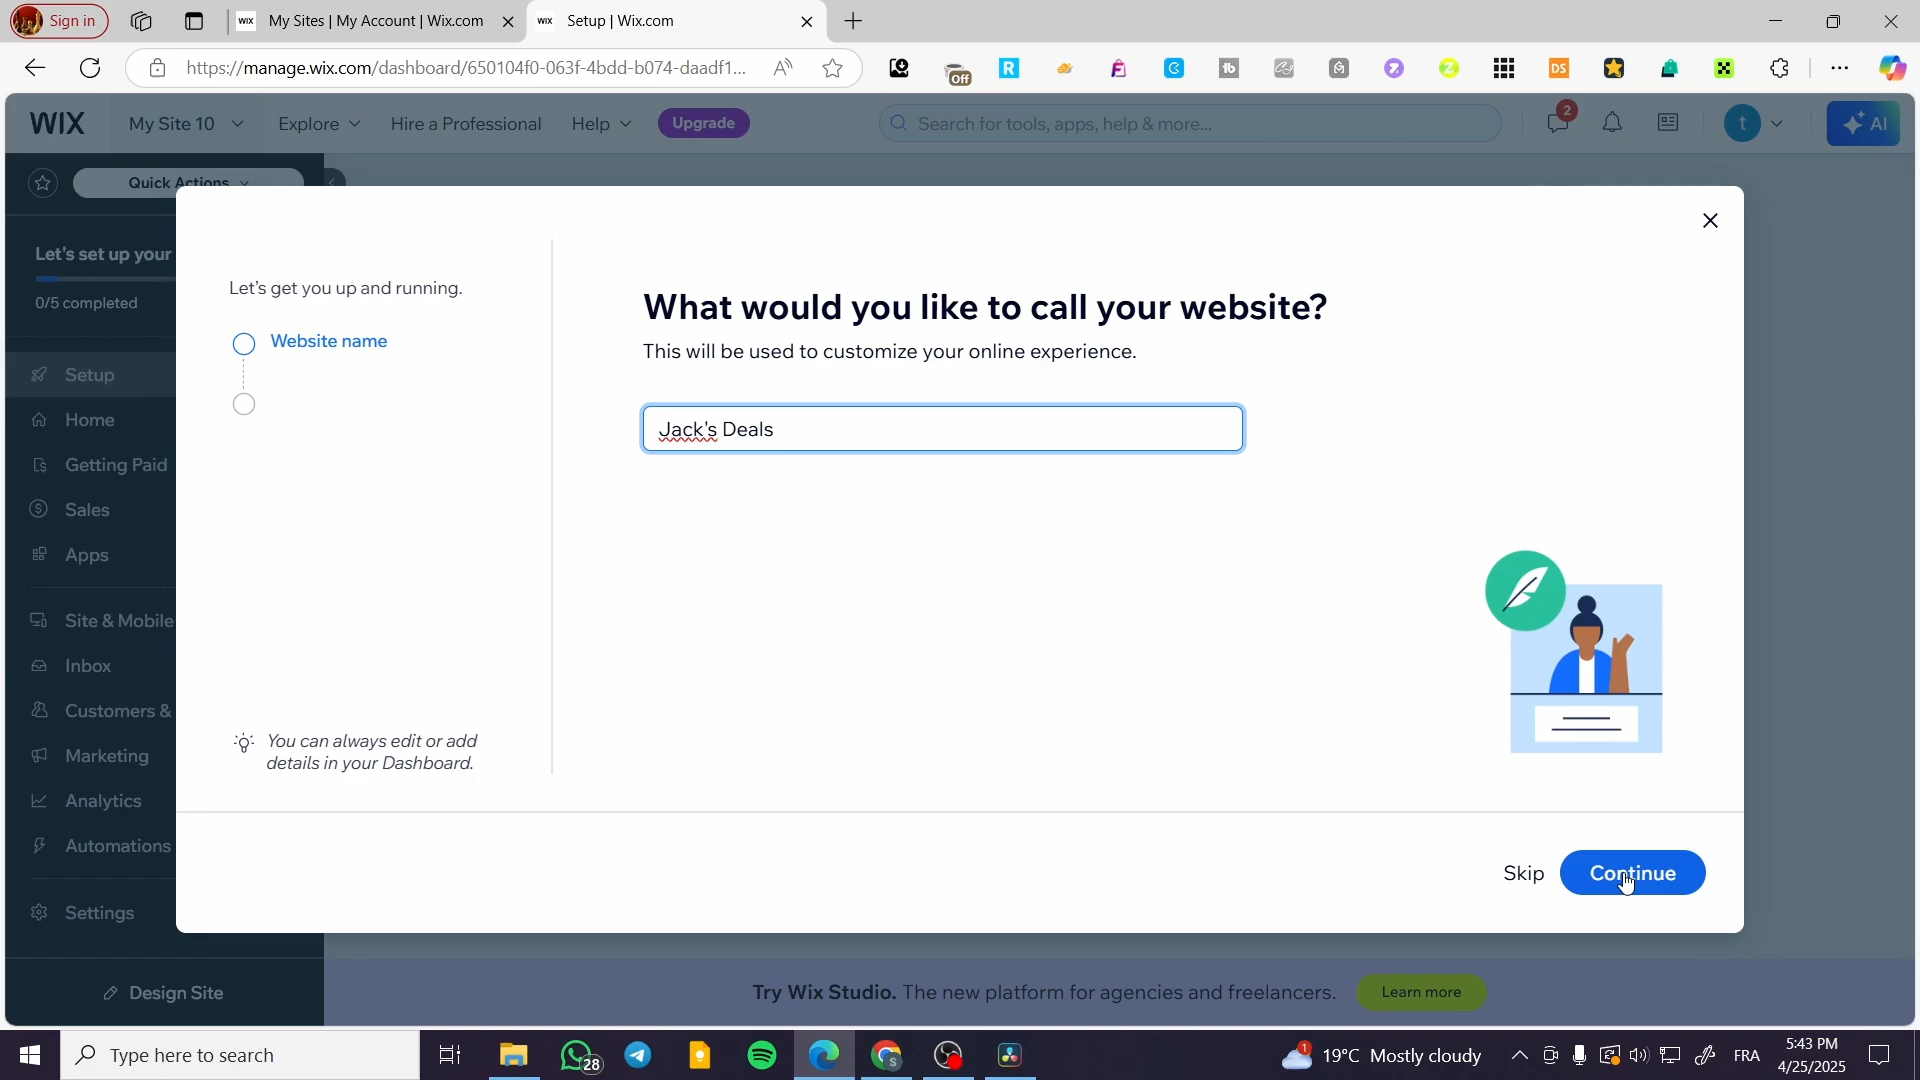 Sign in
My Sites | My Account | Wix.com
Setup | Wix.com
https://manage.wix.com/dashboard/650104f0-063f-4bdd-b074-daadf1...
Off
WIX
My Site 10
Explore
Hire a Professional
Help
Upgrade
Search for tools, apps, help & more...
2
t
AI
Quick Actions
Let's set up your
0/5 completed
Setup
Home
Getting Paid
Sales
Apps
Site & Mobile
Inbox
Customers &
Marketing
Analytics
Automations
Settings
Design Site
Let's get you up and running.
Website name
You can always edit or add
details in your Dashboard.
What would you like to call your website?
This will be used to customize your online experience.
Jack's Deals
Skip
Continue
Try Wix Studio. The new platform for agencies and freelancers.
Learn more
Type here to search
28
1
19°C Mostly cloudy
FRA
5:43 PM
4/25/2025